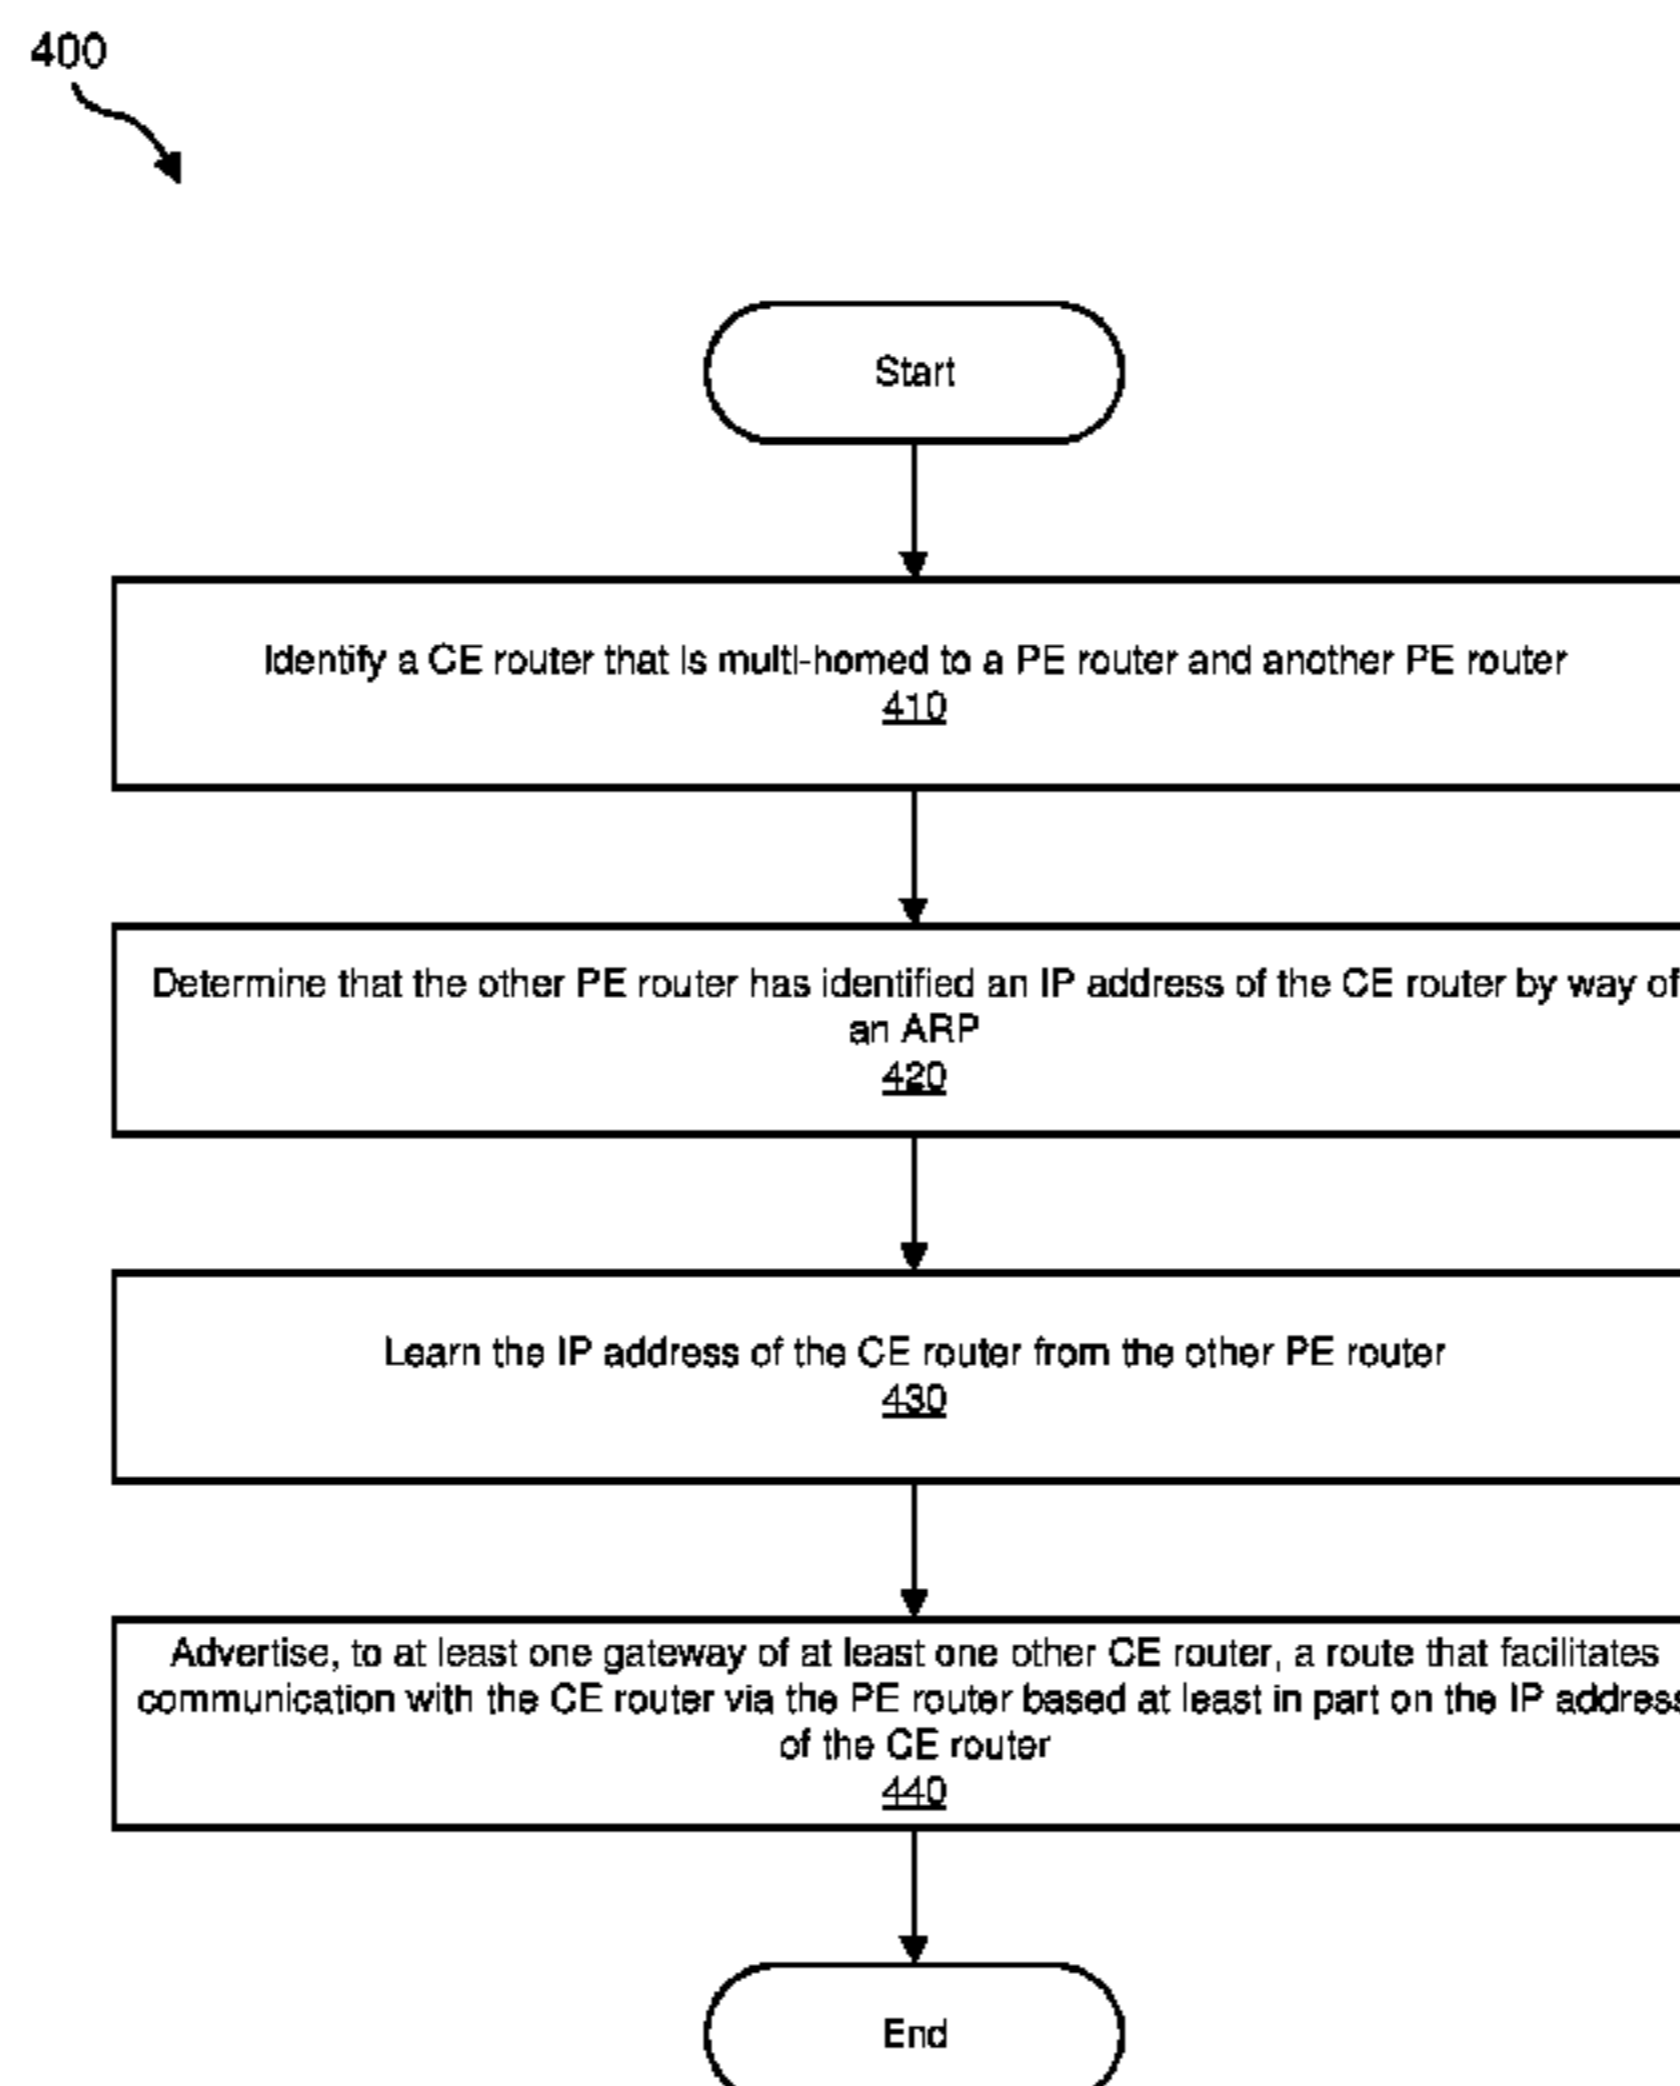 400
Start
Identify a CE router that is multi-homed to a PE router and another PE router
410
Determine that the other PE router has identified an IP address of the CE router by way of
an ARP
420
Learn the IP address of the CE router from the other PE router
430
Advertise, to at least one gateway of at least one other CE router, a route that facilitates
communication with the CE router via the PE router based at least in part on the IP address
of the CE router
440
End